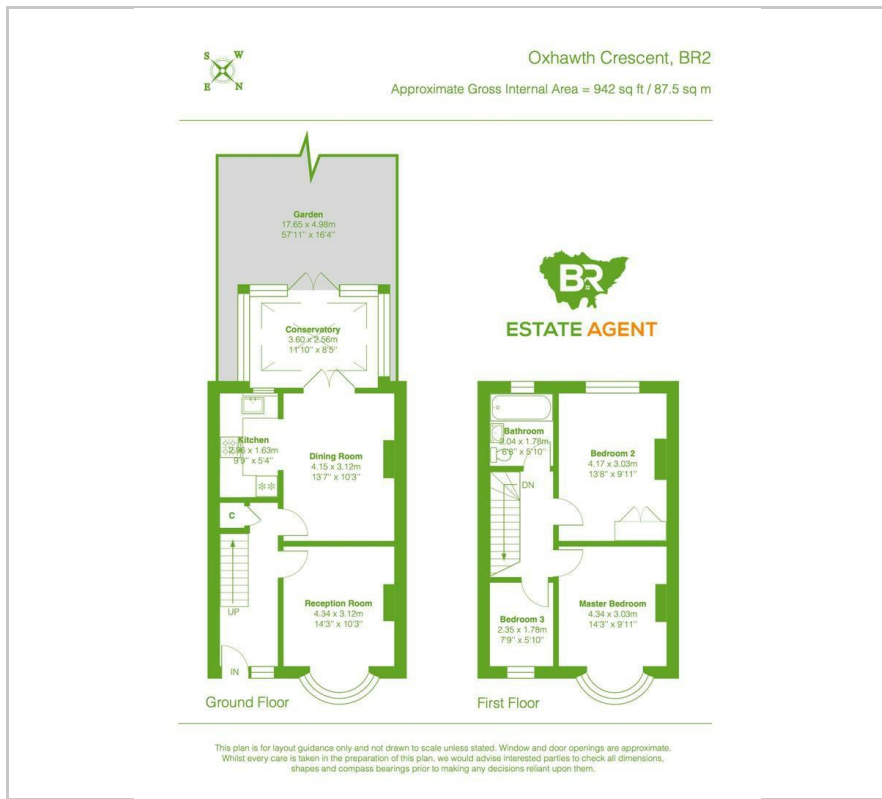 S W
E N
Oxhawth Crescent, BR2
Approximate Gross Internal Area = 942 sq ft / 87.5 sq m
Garden
17.65 x 4.98m
57'11'' x 16'4''
BR
ESTATE AGENT
Conservatory
3.60 x 2.56m
11'10'' x 8'5''
Kitchen
2.96 x 1.63m
9'9'' x 5'4''
Dining Room
4.15 x 3.12m
13'7'' x 10'3''
C
UP
Reception Room
4.34 x 3.12m
14'3'' x 10'3''
IN
Ground Floor
Bathroom
2.04 x 1.78m
6'8'' x 5'10''
Bedroom 2
4.17 x 3.03m
13'8'' x 9'11''
DN
Bedroom 3
2.35 x 1.78m
7'9'' x 5'10''
Master Bedroom
4.34 x 3.03m
14'3'' x 9'11''
First Floor
This plan is for layout guidance only and not drawn to scale unless stated. Window and door openings are approximate.
Whilst every care is taken in the preparation of this plan, we would advise interested parties to check all dimensions,
shapes and compass bearings prior to making any decisions reliant upon them.